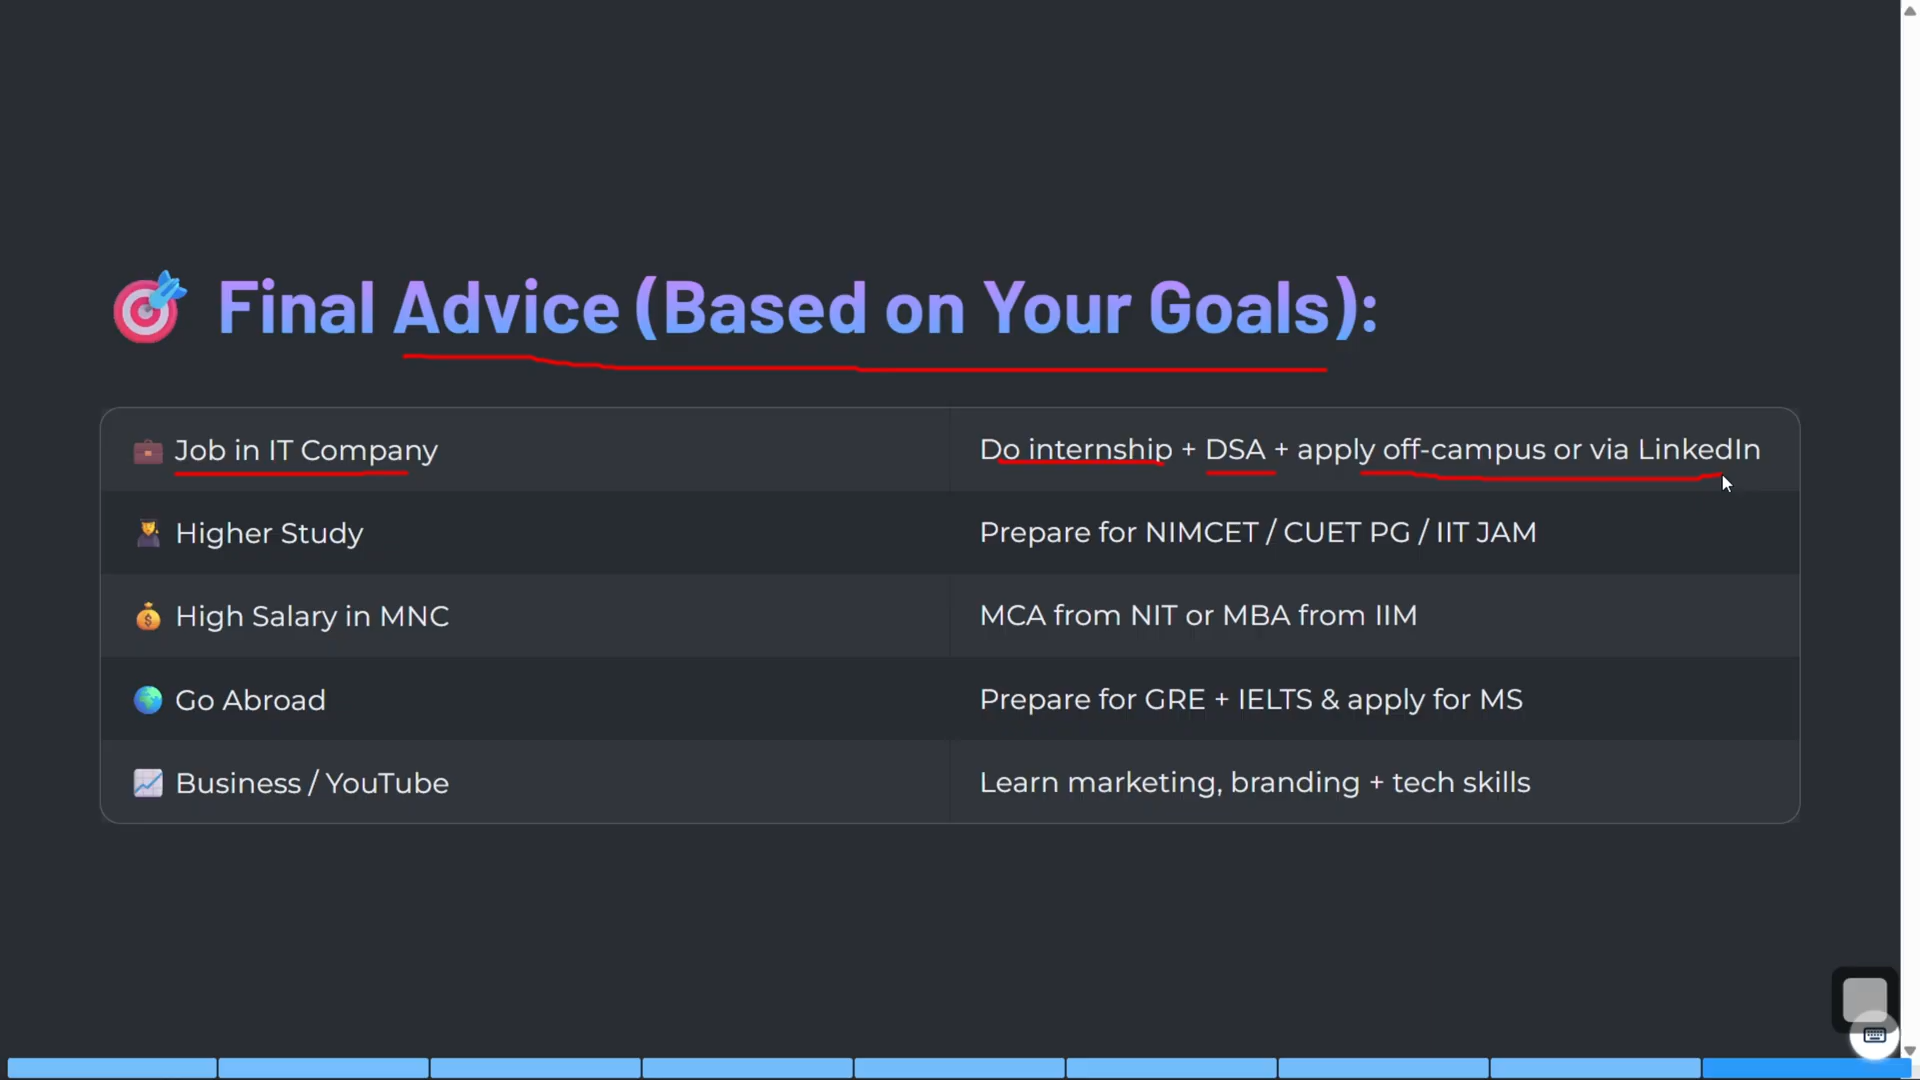 Final Advice (Based on Your Goals):
Job in IT Company
Do internship + DSA + apply off-campus or via LinkedIn
Higher Study
Prepare for NIMCET / CUET PG / IIT JAM
High Salary in MNC
MCA from NIT or MBA from IIM
Go Abroad
Prepare for GRE + IELTS & apply for MS
Business / YouTube
Learn marketing, branding + tech skills